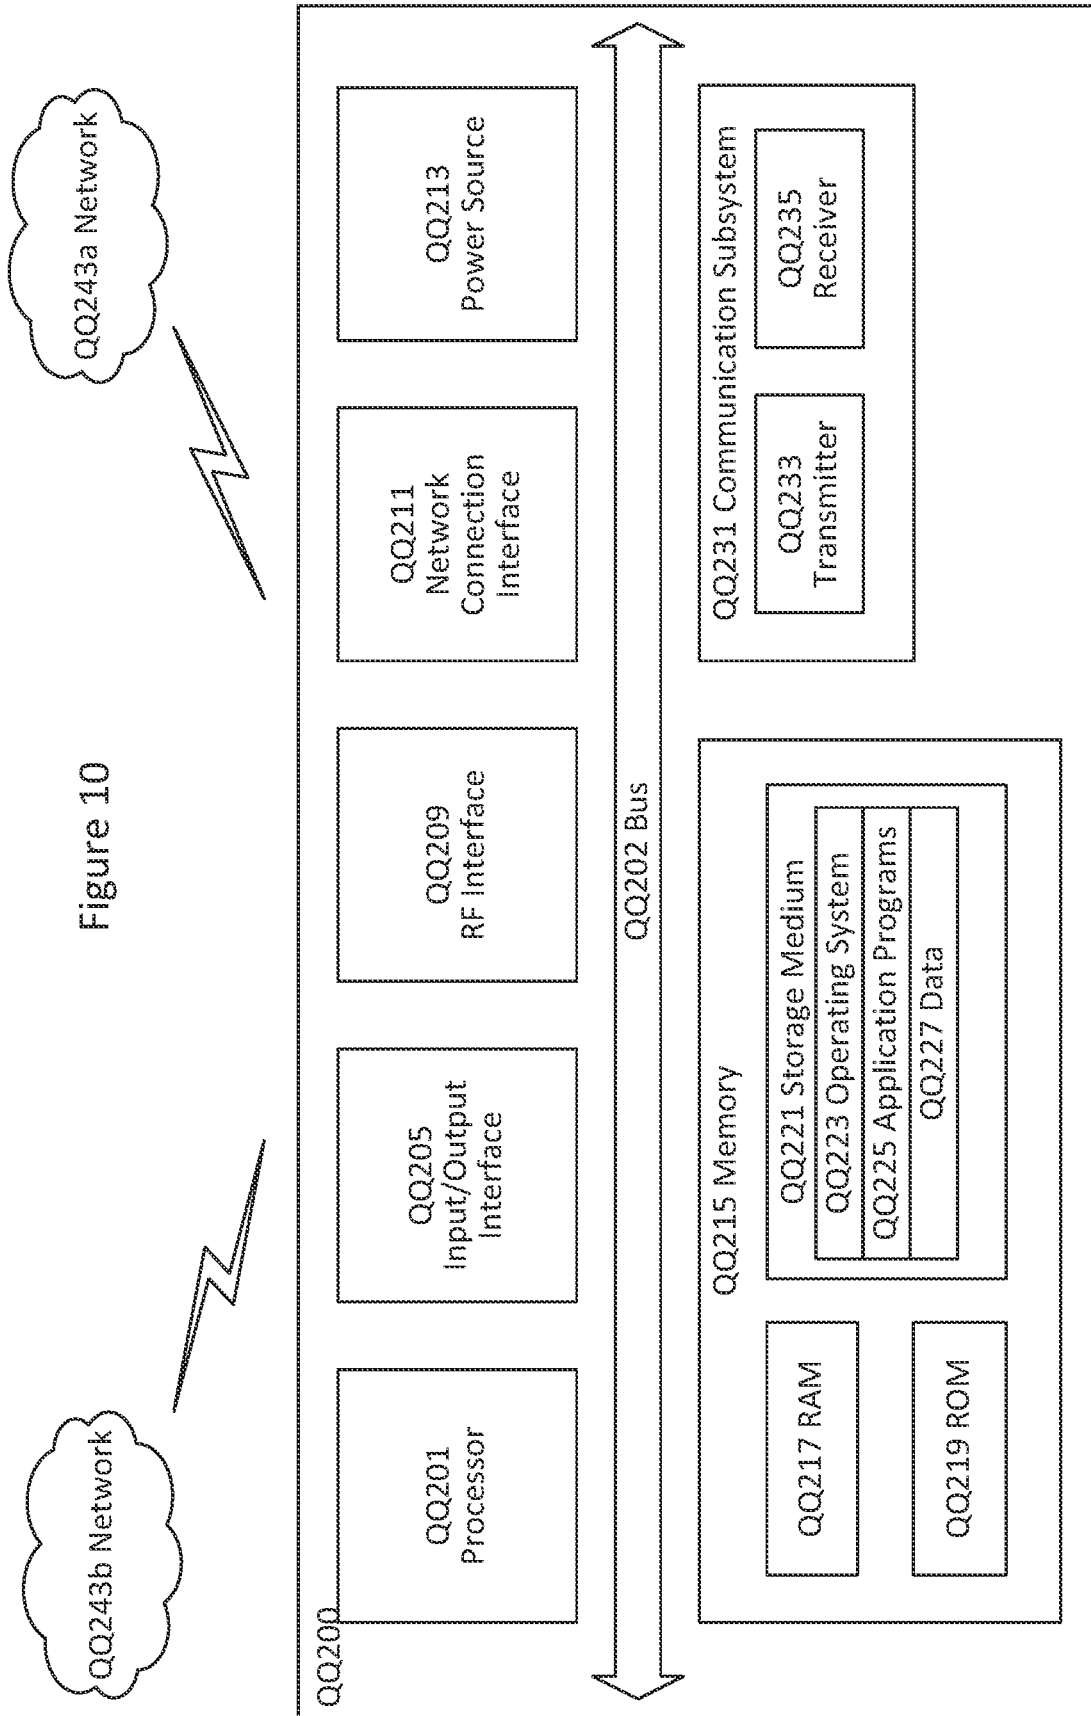 Figure 10
QQ243b Network
QQ243a Network
QQ200
QQ201
Processor
QQ205
Input/Output
Interface
QQ209
RF Interface
QQ211
Network
Connection
Interface
QQ213
Power Source
QQ202 Bus
QQ215 Memory
QQ217 RAM
QQ219 ROM
QQ221 Storage Medium
QQ223 Operating System
QQ225 Application Programs
QQ227 Data
QQ231 Communication Subsystem
QQ233
Transmitter
QQ235
Receiver